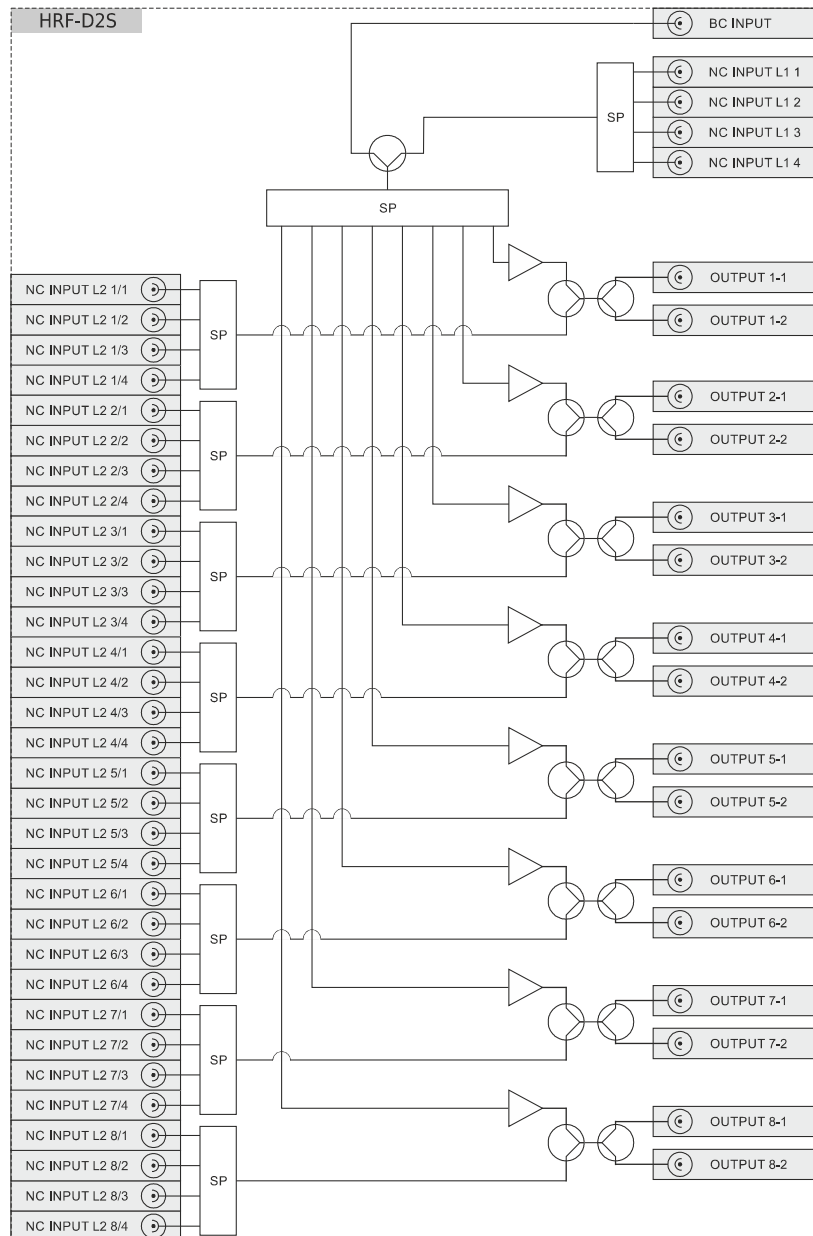 HRF-D2S
BC INPUT
NC INPUT L1 1
NC INPUT L1 2
SP
NC INPUT L1 3
NC INPUT L1 4
SP
NC INPUT L2 1/1
NC INPUT L2 1/2
NC INPUT L2 1/3
NC INPUT L2 1/4
NC INPUT L2 2/1
NC INPUT L2 2/2
NC INPUT L2 2/3
NC INPUT L2 2/4
NC INPUT L2 3/1
NC INPUT L2 3/2
NC INPUT L2 3/3
NC INPUT L2 3/4
NC INPUT L2 4/1
NC INPUT L2 4/2
NC INPUT L2 4/3
NC INPUT L2 4/4
NC INPUT L2 5/1
NC INPUT L2 5/2
NC INPUT L2 5/3
NC INPUT L2 5/4
NC INPUT L2 6/1
NC INPUT L2 6/2
NC INPUT L2 6/3
NC INPUT L2 6/4
NC INPUT L2 7/1
NC INPUT L2 7/2
NC INPUT L2 7/3
NC INPUT L2 7/4
NC INPUT L2 8/1
NC INPUT L2 8/2
NC INPUT L2 8/3
NC INPUT L2 8/4
SP
SP
SP
SP
SP
SP
SP
SP
OUTPUT 1-1
OUTPUT 1-2
OUTPUT 2-1
OUTPUT 2-2
OUTPUT 3-1
OUTPUT 3-2
OUTPUT 4-1
OUTPUT 4-2
OUTPUT 5-1
OUTPUT 5-2
OUTPUT 6-1
OUTPUT 6-2
OUTPUT 7-1
OUTPUT 7-2
OUTPUT 8-1
OUTPUT 8-2